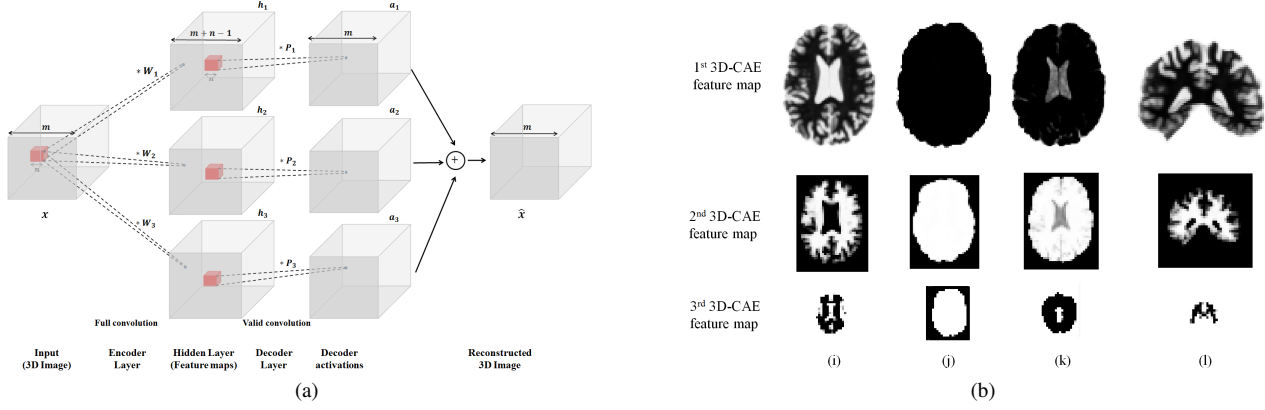 h₁
a₁
m + n − 1
m
* P₁
n
* W₁
h₂
a₂
m
n
* W₂
* P₂
+
m
x
x̂
h₃
a₃
* W₃
* P₃
n
Full convolution
Valid convolution
Input
(3D Image)
Encoder
Layer
Hidden Layer
(Feature maps)
Decoder
Layer
Decoder
activations
Reconstructed
3D Image
(a)
1st 3D-CAE
feature map
2nd 3D-CAE
feature map
3rd 3D-CAE
feature map
(i)
(j)
(k)
(l)
(b)